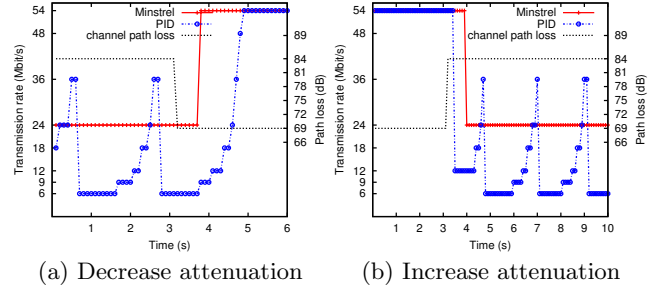 Transmission rate (Mbit/s)
54
48
36
24
18
12
9
6
Minstrel
PID
channel path loss
89
84
81
78
75
72
69
66
Path loss (dB)
1 2 3 4 5 6
Time (s)
(a) Decrease attenuation
Transmission rate (Mbit/s)
54
48
36
24
18
12
9
6
Minstrel
PID
channel path loss
89
84
81
78
75
72
69
66
Path loss (dB)
1 2 3 4 5 6 7 8 9 10
Time (s)
(b) Increase attenuation